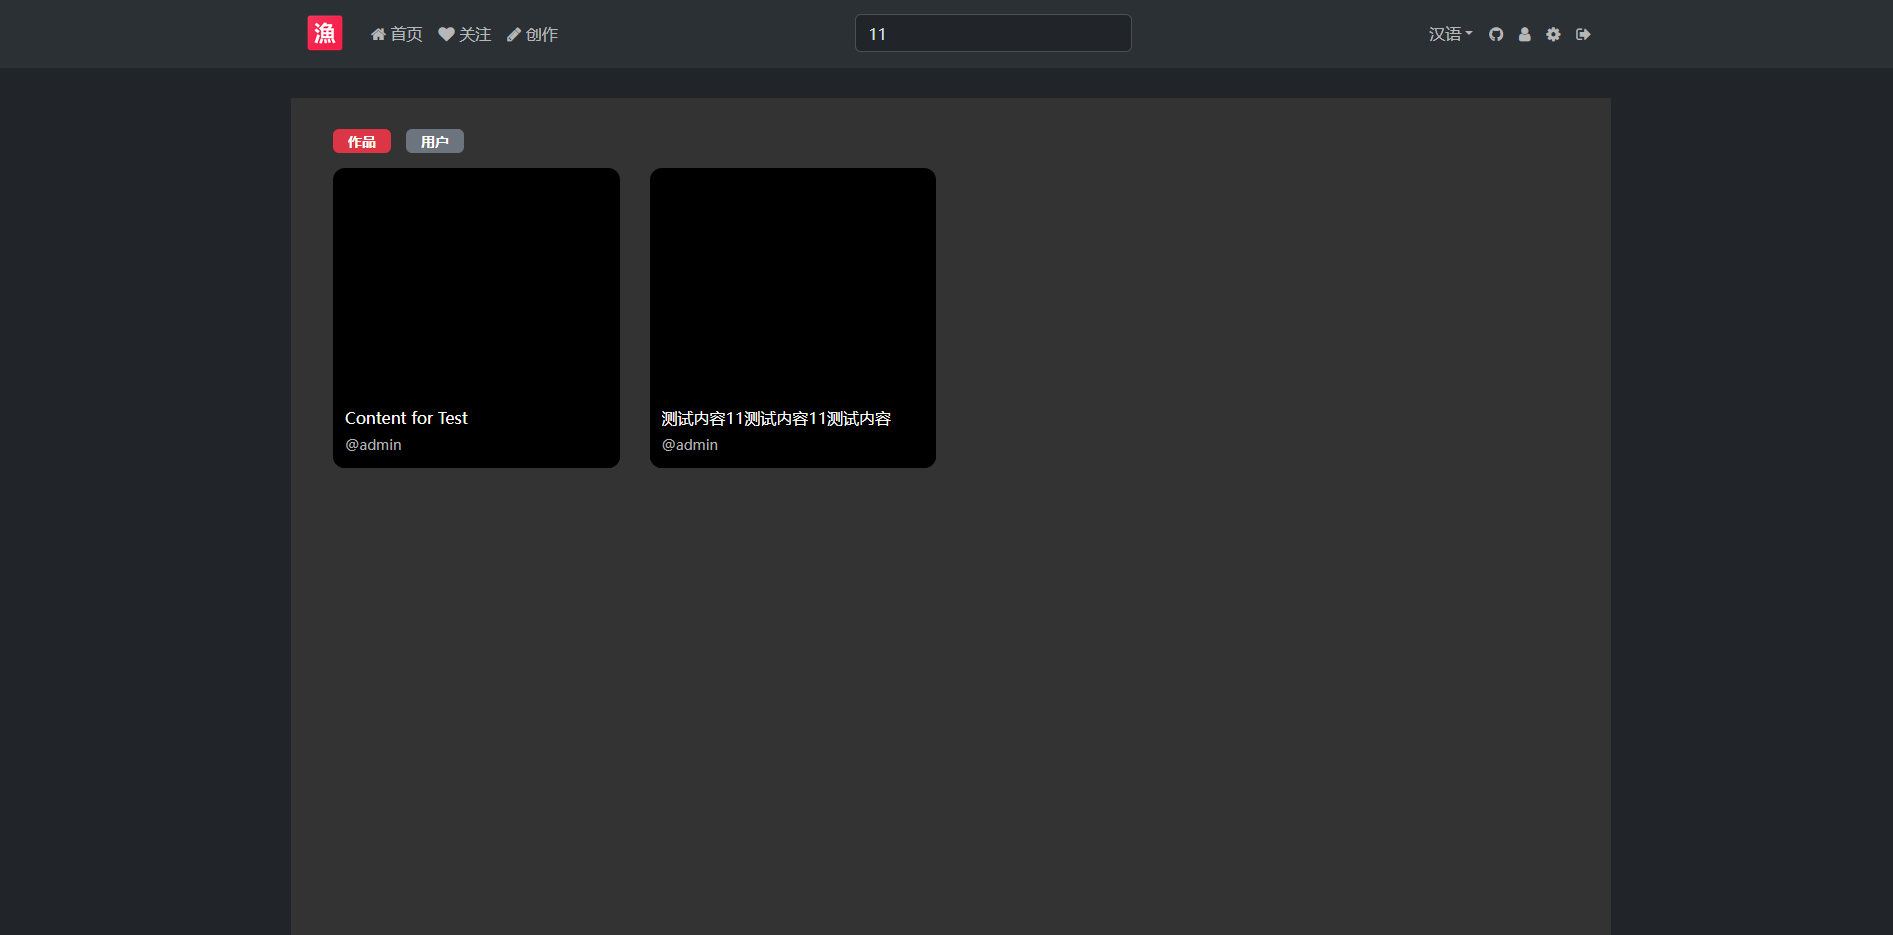 漁 首页 关注 创作 11 汉语
作品 用户
Content for Test
@admin
测试内容11测试内容11测试内容
@admin